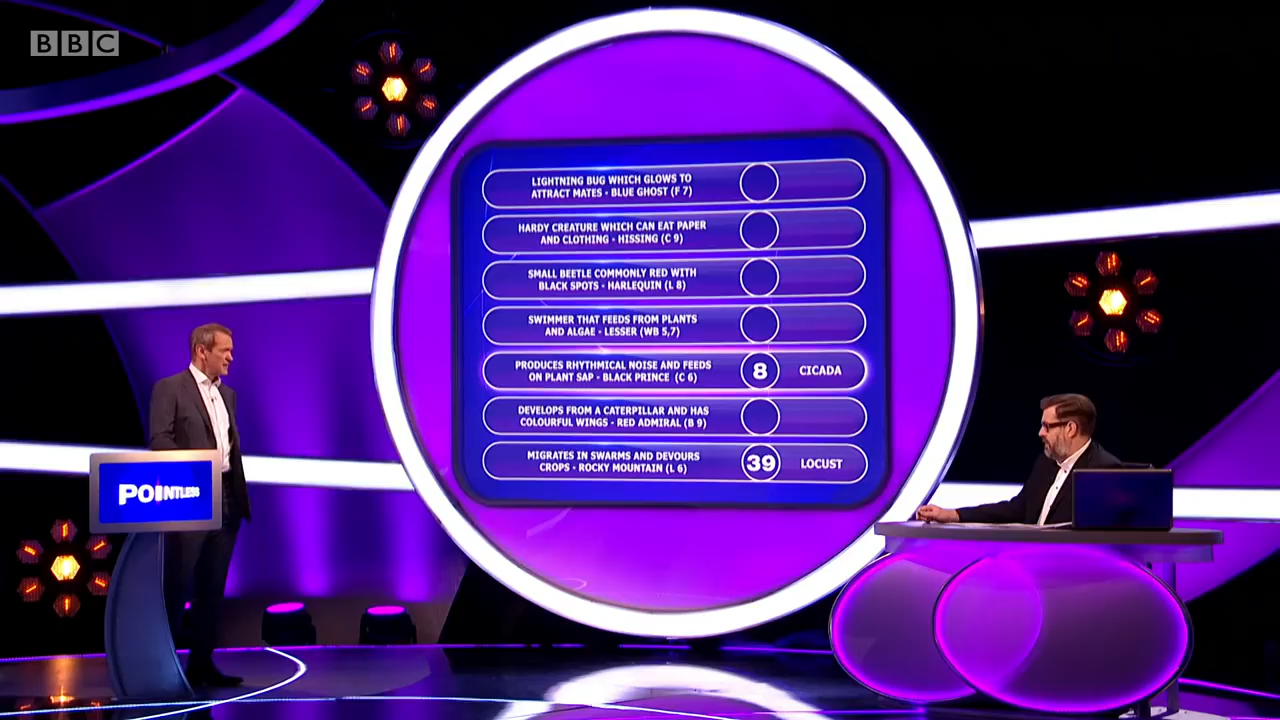 BBC
LIGHTNING BUG WHICH GLOWS TO
ATTRACT MATES - BLUE GHOST (F 7)
HARDY CREATURE WHICH CAN EAT PAPER
AND CLOTHING - HISSING (C 9)
SMALL BEETLE COMMONLY RED WITH
BLACK SPOTS - HARLEQUIN (L 8)
SWIMMER THAT FEEDS FROM PLANTS
AND ALGAE - LESSER (WB 5,7)
PRODUCES RHYTHMICAL NOISE AND FEEDS
ON PLANT SAP - BLACK PRINCE (C 6)
8 CICADA
DEVELOPS FROM A CATERPILLAR AND HAS
COLOURFUL WINGS - RED ADMIRAL (B 9)
MIGRATES IN SWARMS AND DEVOURS
CROPS - ROCKY MOUNTAIN (L 6)
39 LOCUST
POINTLESS